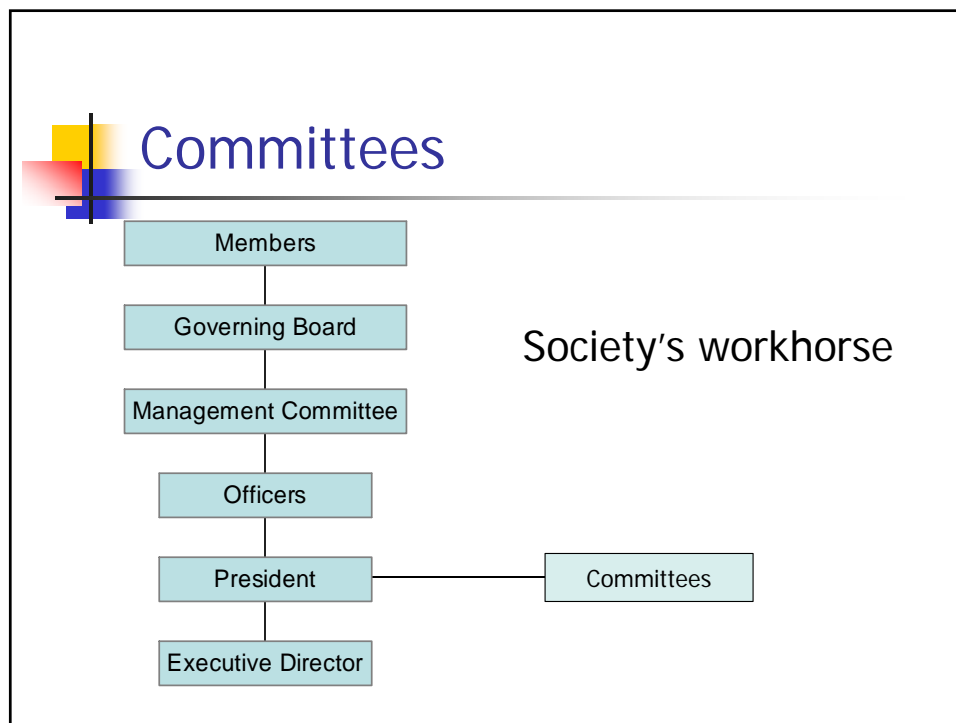 Committees
Members
Governing Board
Society's workhorse
Management Committee
Officers
President
Committees
Executive Director